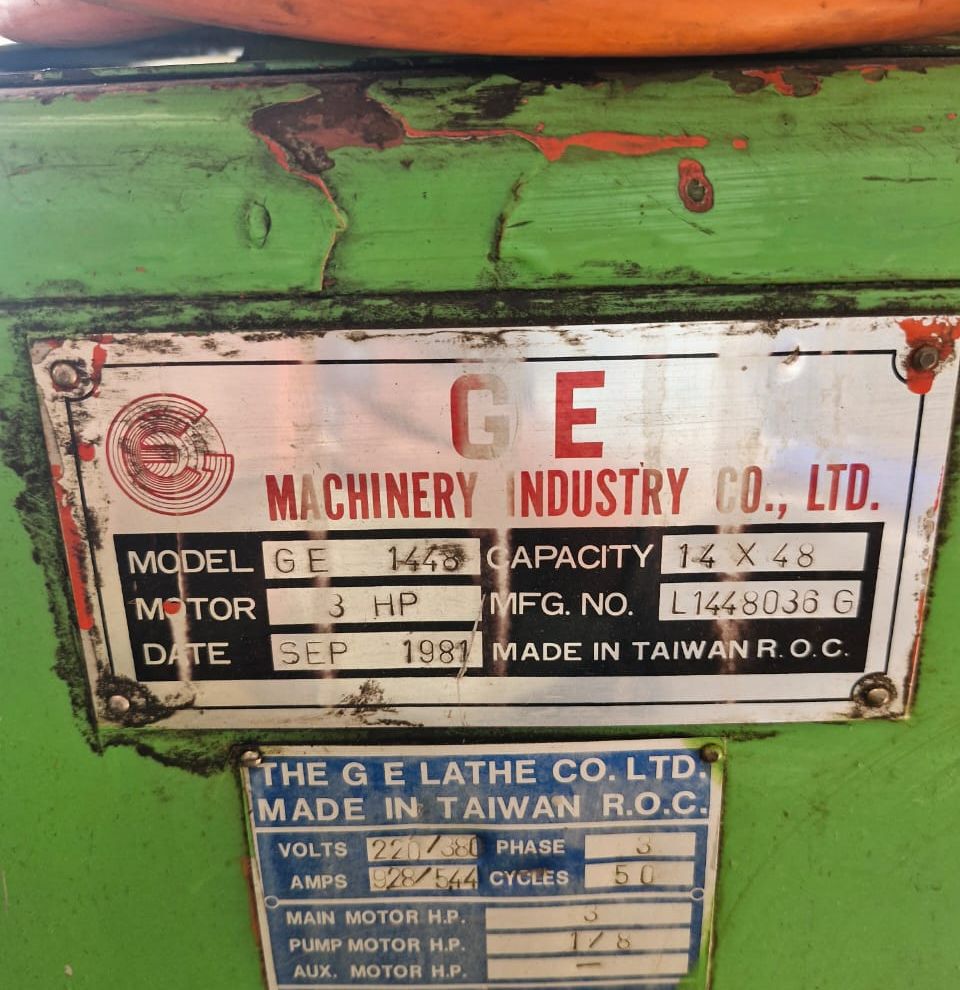 G E
MACHINERY INDUSTRY CO., LTD.
MODEL GE 1448 CAPACITY 14 X 48
MOTOR 3 HP MFG. NO. L1448036 G
DATE SEP 1981 MADE IN TAIWAN R.O.C.
THE G E LATHE CO. LTD.
MADE IN TAIWAN R.O.C.
VOLTS 220/380 PHASE 3
AMPS 928/544 CYCLES 50
MAIN MOTOR H.P. 3
PUMP MOTOR H.P. 1/8
AUX. MOTOR H.P. —